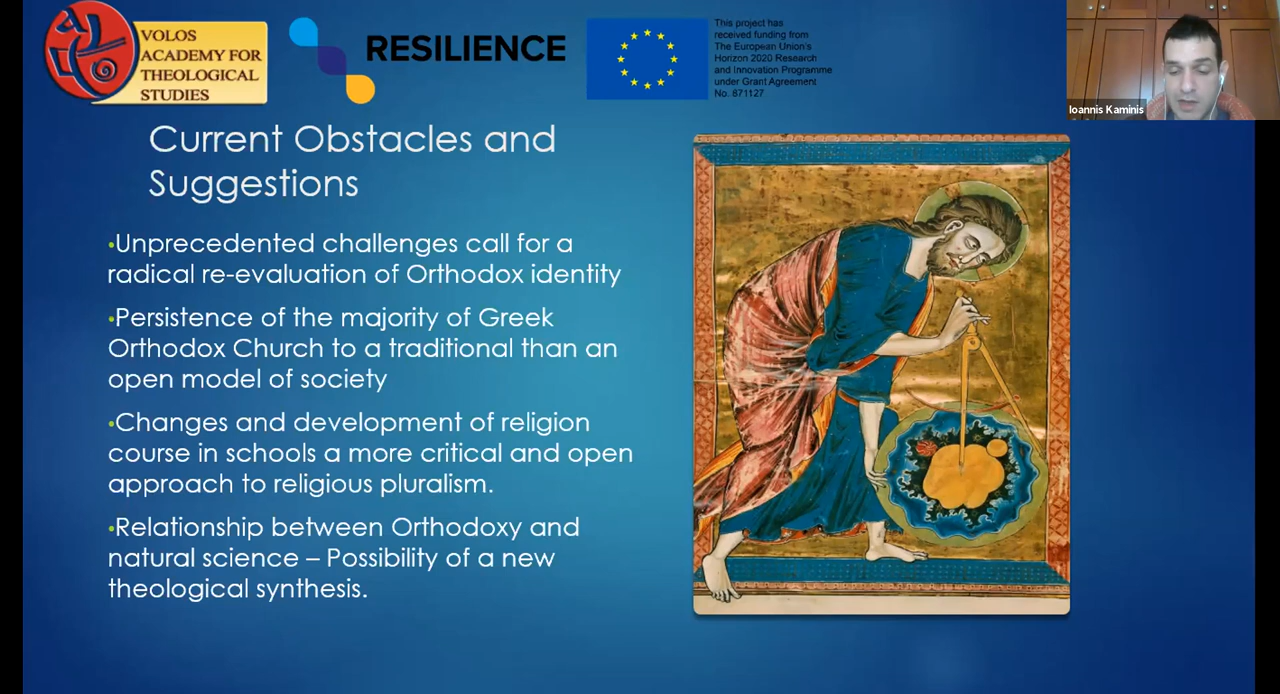 VOLOS
ACADEMY FOR
THEOLOGICAL
STUDIES
RESILIENCE
This project has
received funding from
The European Union's
Horizon 2020 Research
and Innovation Programme
under Grant Agreement
No. 871127
Ioannis Kaminis
Current Obstacles and
Suggestions
•Unprecedented challenges call for a
radical re-evaluation of Orthodox identity
•Persistence of the majority of Greek
Orthodox Church to a traditional than an
open model of society
•Changes and development of religion
course in schools a more critical and open
approach to religious pluralism.
•Relationship between Orthodoxy and
natural science – Possibility of a new
theological synthesis.